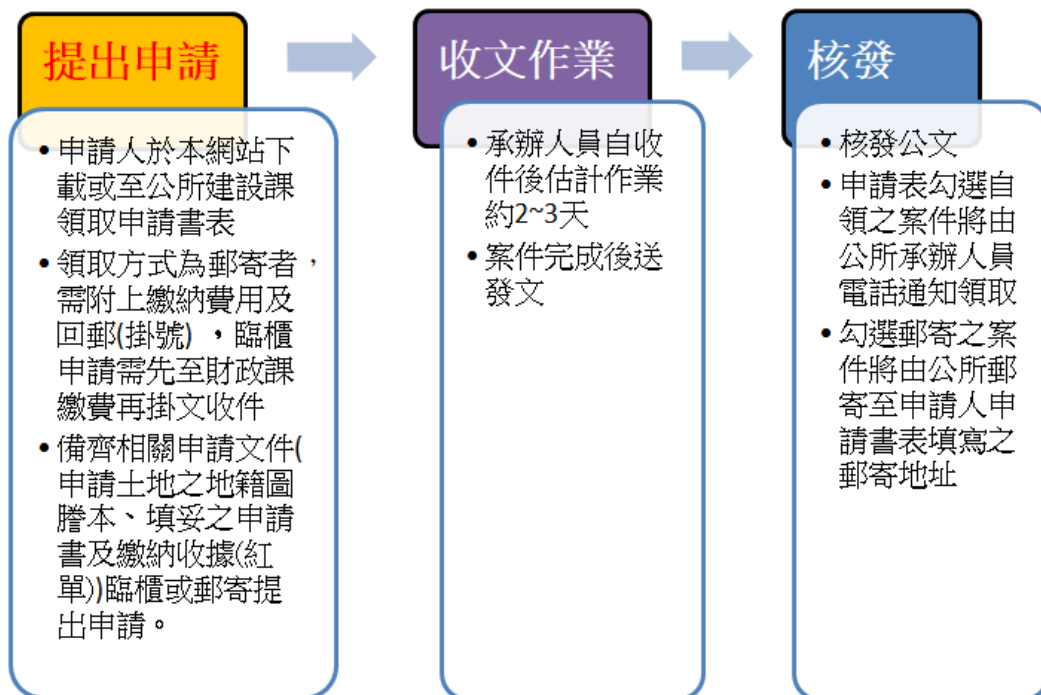 提出申請
• 申請人於本網站下
載或至公所建設課
領取申請書表
• 領取方式為郵寄者，
需附上繳納費用及
回郵(掛號) ，臨櫃
申請需先至財政課
繳費再掛文收件
• 備齊相關申請文件(
申請土地之地籍圖
謄本、填妥之申請
書及繳納收據(紅
單))臨櫃或郵寄提
出申請。
收文作業
• 承辦人員自收
件後估計作業
約2~3天
• 案件完成後送
發文
核發
• 核發公文
• 申請表勾選自
領之案件將由
公所承辦人員
電話通知領取
• 勾選郵寄之案
件將由公所郵
寄至申請人申
請書表填寫之
郵寄地址